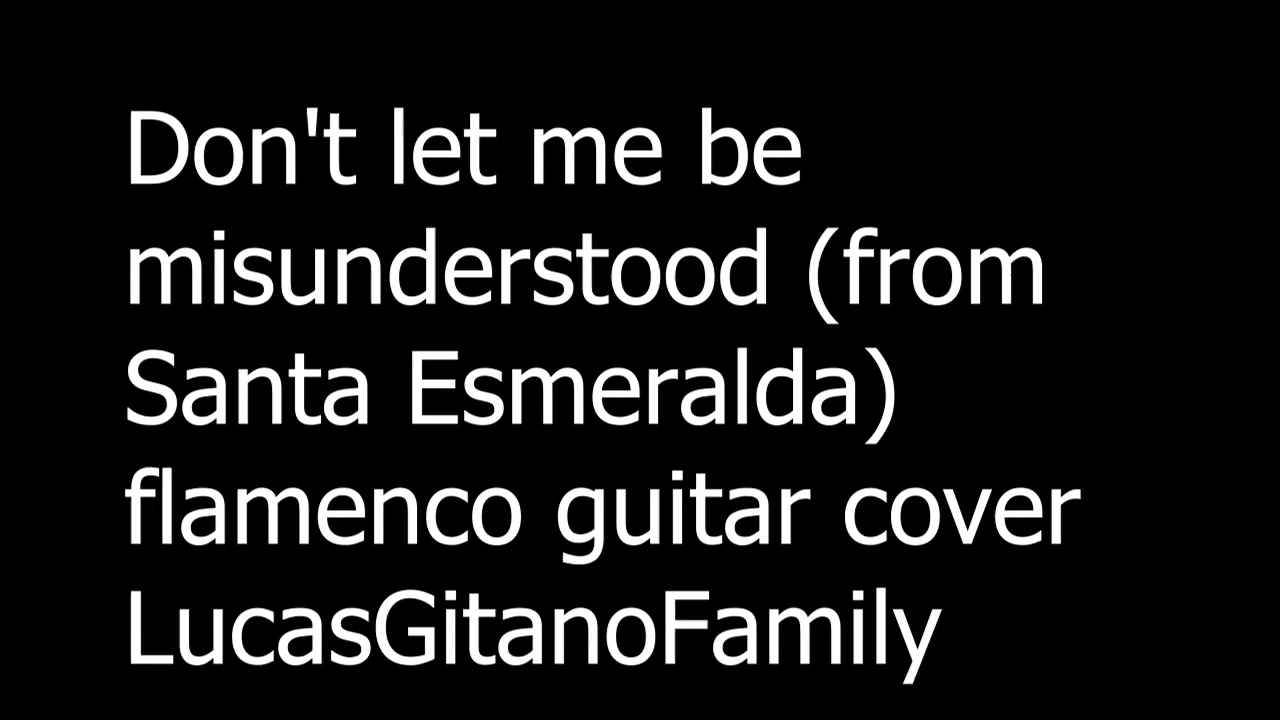 Don't let me be
misunderstood (from
Santa Esmeralda)
flamenco guitar cover
LucasGitanoFamily